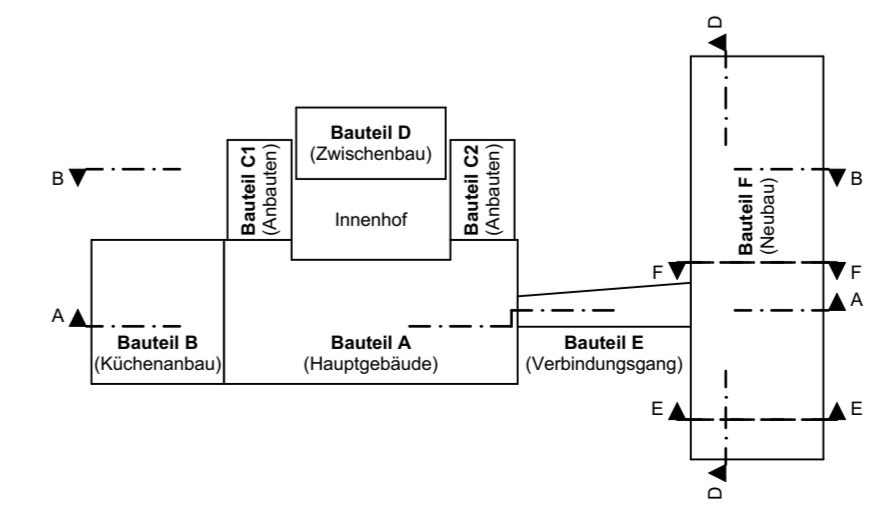 D
Bauteil D
(Zwischenbau)
Bauteil C1
(Anbauten)
Bauteil C2
(Anbauten)
B
B
Bauteil F
(Neubau)
Innenhof
F
F
A
A
Bauteil B
(Küchenanbau)
Bauteil A
(Hauptgebäude)
Bauteil E
(Verbindungsgang)
E
E
D